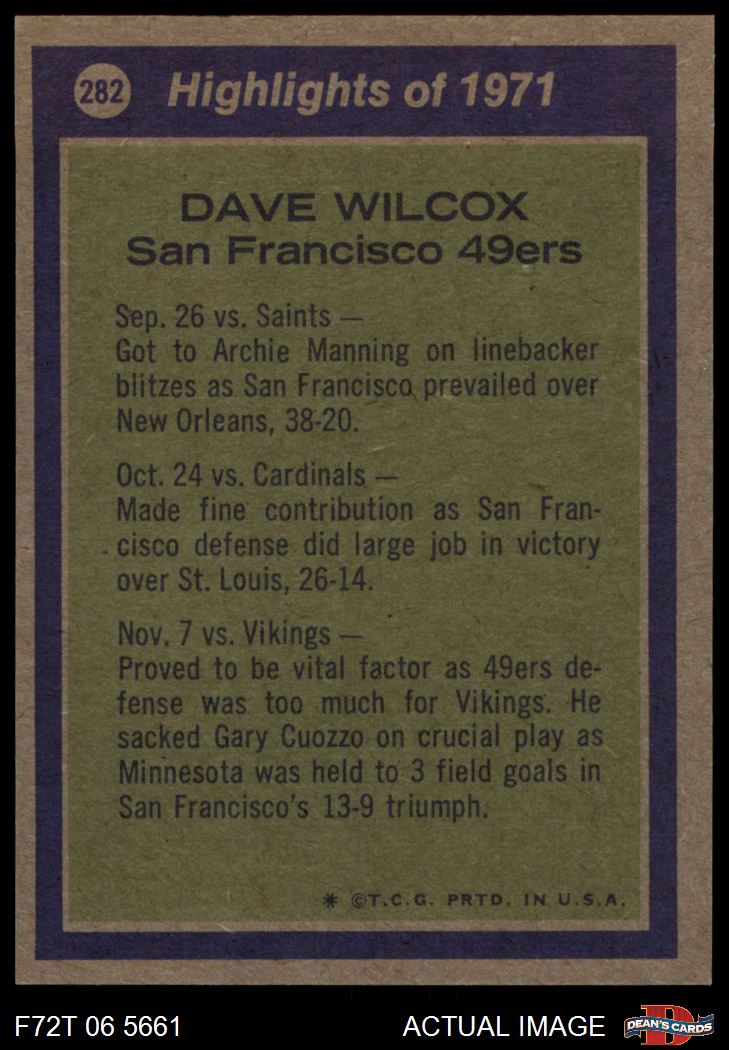 282 Highlights of 1971
DAVE WILCOX
San Francisco 49ers
Sep. 26 vs. Saints —
Got to Archie Manning on linebacker
blitzes as San Francisco prevailed over
New Orleans, 38-20.
Oct. 24 vs. Cardinals —
Made fine contribution as San Fran-
cisco defense did large job in victory
over St. Louis, 26-14.
Nov. 7 vs. Vikings —
Proved to be vital factor as 49ers de-
fense was too much for Vikings. He
sacked Gary Cuozzo on crucial play as
Minnesota was held to 3 field goals in
San Francisco's 13-9 triumph.
* ©T.C.G. PRTD. IN U.S.A.
F72T 06 5661 ACTUAL IMAGE D DEAN'S CARDS